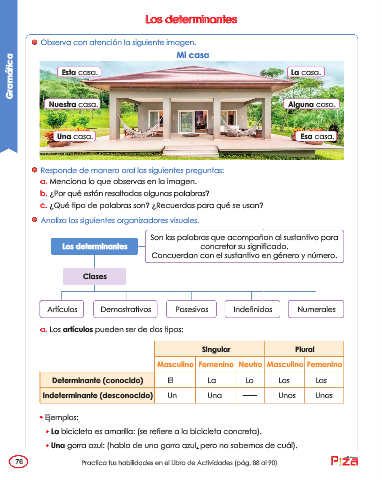 Los determinantes
Gramática
Observa con atención la siguiente imagen.
Mi casa
Esta casa.
La casa.
Nuestra casa.
Alguna casa.
Una casa.
Esa casa.
Responde de manera oral las siguientes preguntas:
a. Menciona lo que observas en la imagen.
b. ¿Por qué están resaltadas algunas palabras?
c. ¿Qué tipo de palabras son? ¿Recuerdas para qué se usan?
Analiza los siguientes organizadores visuales.
Los determinantes
Son las palabras que acompañan al sustantivo para
concretar su significado.
Concuerdan con el sustantivo en género y número.
Clases
Artículos Demostrativos Posesivos Indefinidos Numerales
a. Los artículos pueden ser de dos tipos:
Singular Plural
Masculino Femenino Neutro Masculino Femenino
Determinante (conocido) El La Lo Los Las
Indeterminante (desconocido) Un Una — Unos Unas
• Ejemplos:
• La bicicleta es amarilla: (se refiere a la bicicleta concreta).
• Una gorra azul: (habla de una gorra azul, pero no sabemos de cuál).
76
Practica tus habilidades en el Libro de Actividades (pág. 88 al 90)